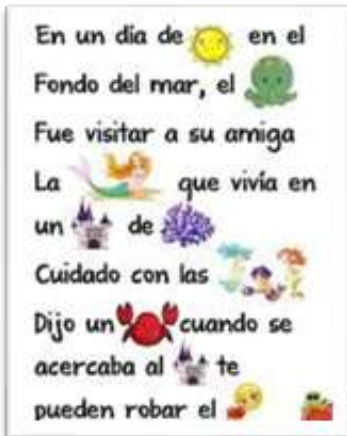 En un día de en el
Fondo del mar, el
Fue visitar a su amiga
La que vivía en
un de
Cuidado con las
Dijo un cuando se
acercaba al te
pueden robar el